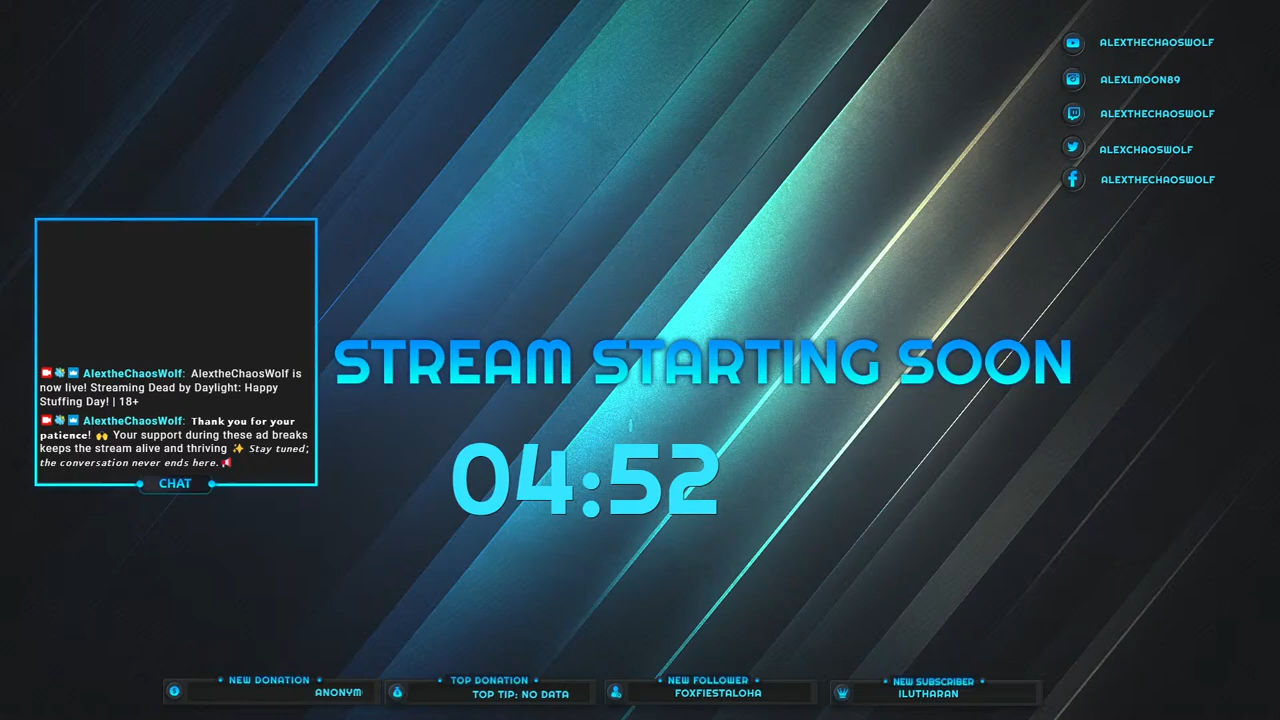 ALEXTHECHAOSWOLF
ALEXLMOON89
ALEXTHECHAOSWOLF
ALEXCHAOSWOLF
ALEXTHECHAOSWOLF
AlextheChaosWolf: AlextheChaosWolf is
now live! Streaming Dead by Daylight: Happy
Stuffing Day! | 18+
AlextheChaosWolf: Thank you for your
patience! 🙌 Your support during these ad breaks
keeps the stream alive and thriving ✨ Stay tuned;
the conversation never ends here. 📢
CHAT
STREAM STARTING SOON
04:52
NEW DONATION
ANONYM
TOP DONATION
TOP TIP: NO DATA
NEW FOLLOWER
FOXFIESTALOHA
NEW SUBSCRIBER
ILUTHARAN